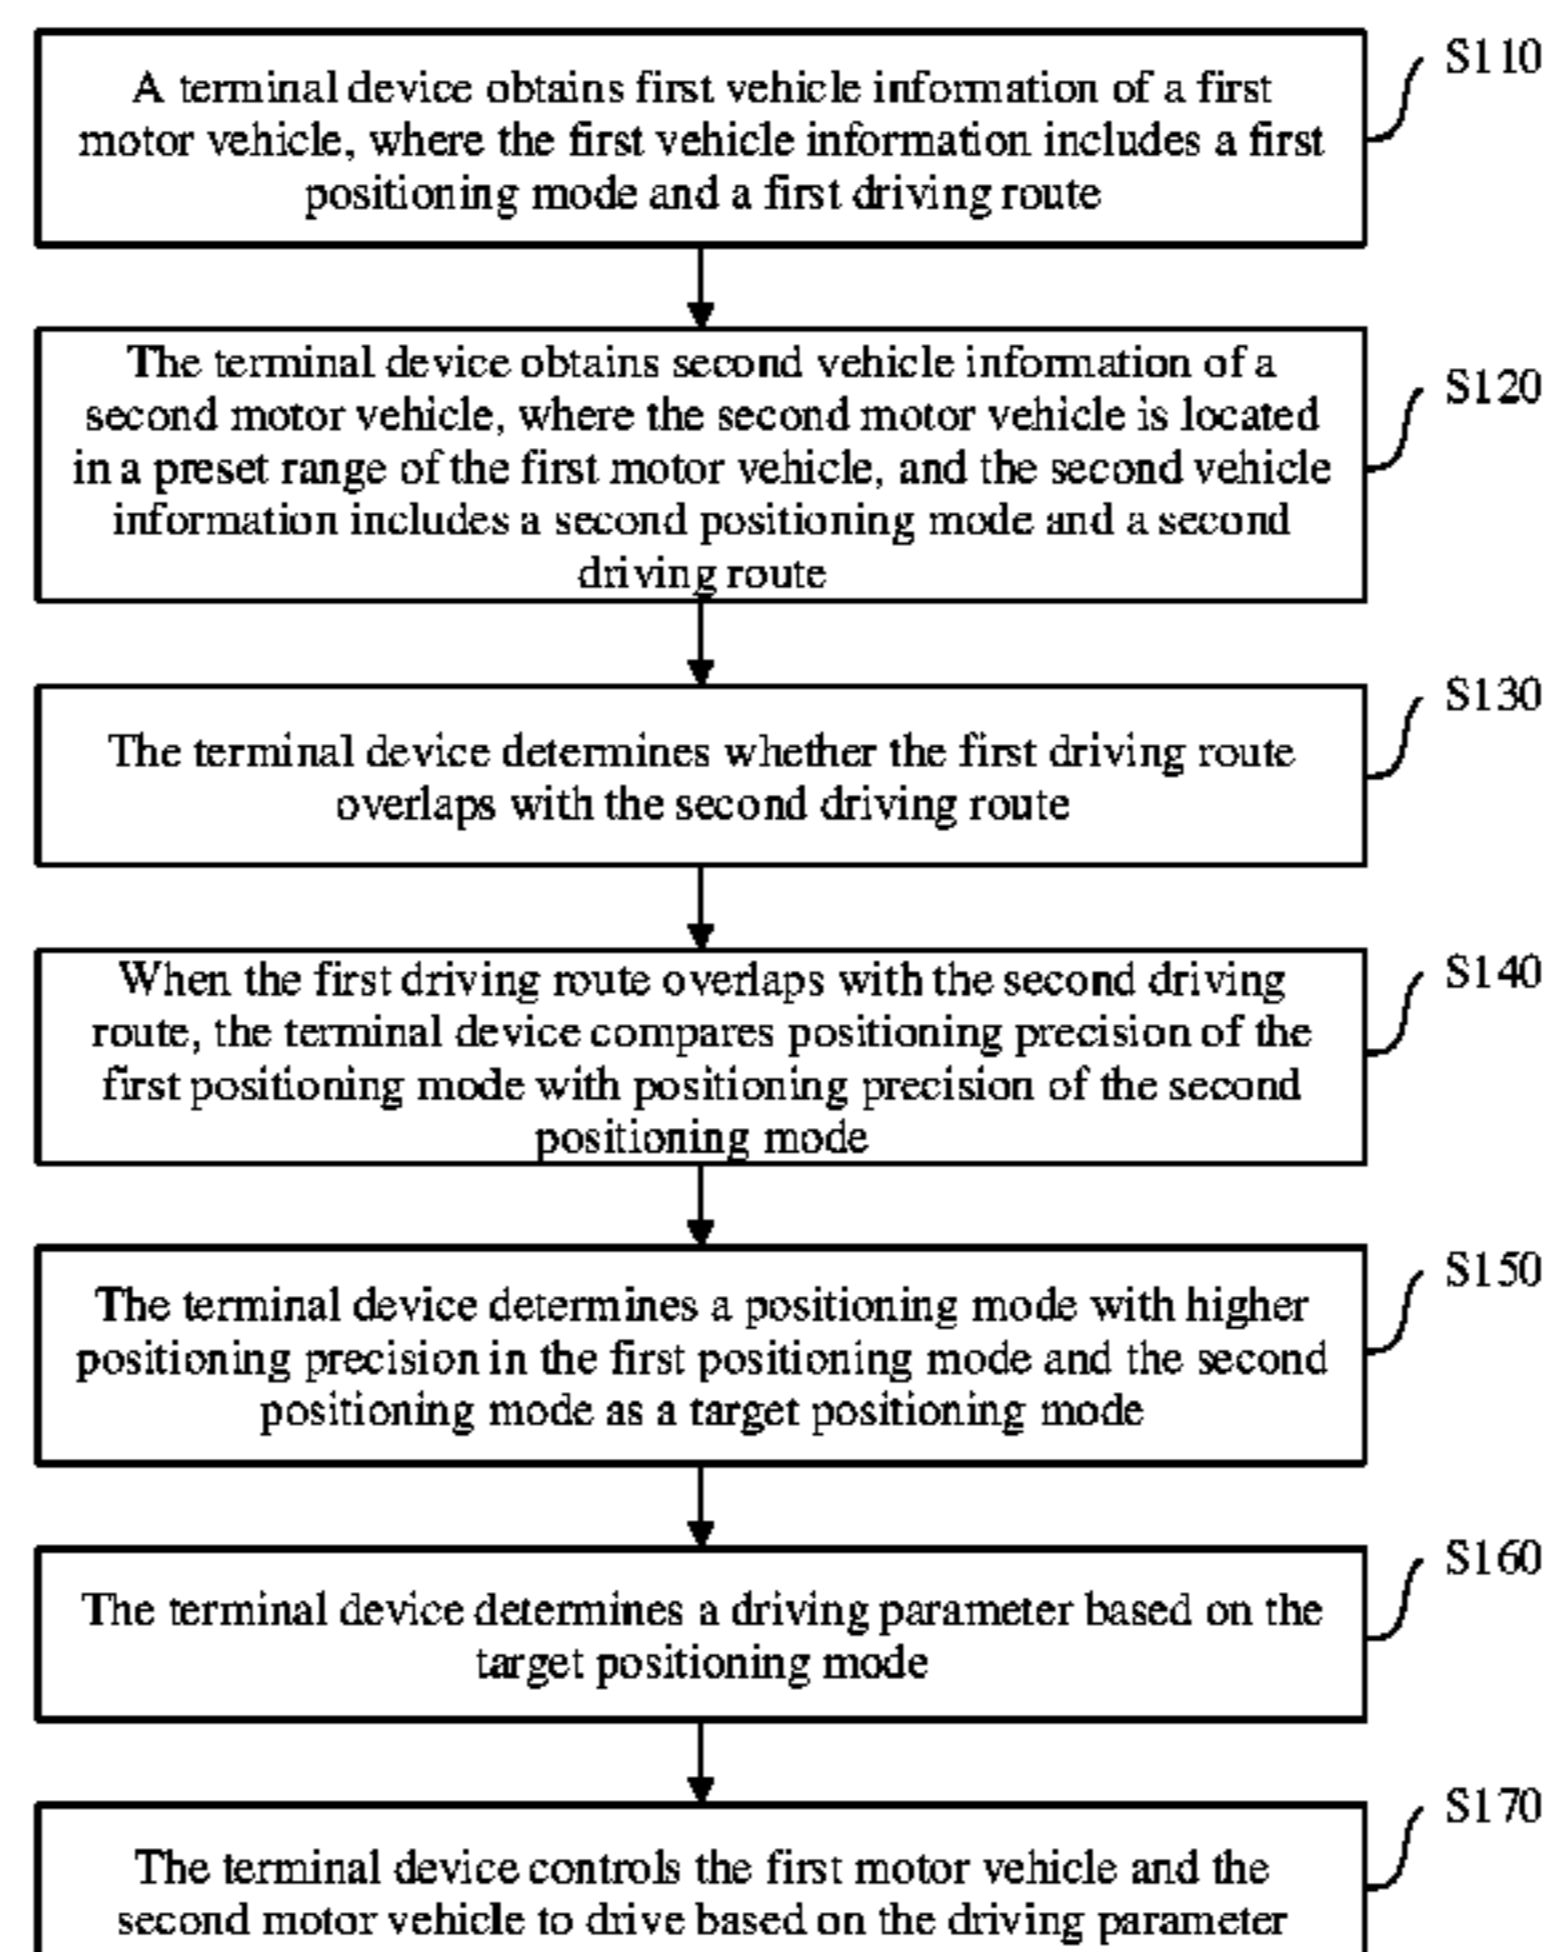 S110
A terminal device obtains first vehicle information of a first
motor vehicle, where the first vehicle information includes a first
positioning mode and a first driving route
S120
The terminal device obtains second vehicle information of a
second motor vehicle, where the second motor vehicle is located
in a preset range of the first motor vehicle, and the second vehicle
information includes a second positioning mode and a second
driving route
S130
The terminal device determines whether the first driving route
overlaps with the second driving route
S140
When the first driving route overlaps with the second driving
route, the terminal device compares positioning precision of the
first positioning mode with positioning precision of the second
positioning mode
S150
The terminal device determines a positioning mode with higher
positioning precision in the first positioning mode and the second
positioning mode as a target positioning mode
S160
The terminal device determines a driving parameter based on the
target positioning mode
S170
The terminal device controls the first motor vehicle and the
second motor vehicle to drive based on the driving parameter